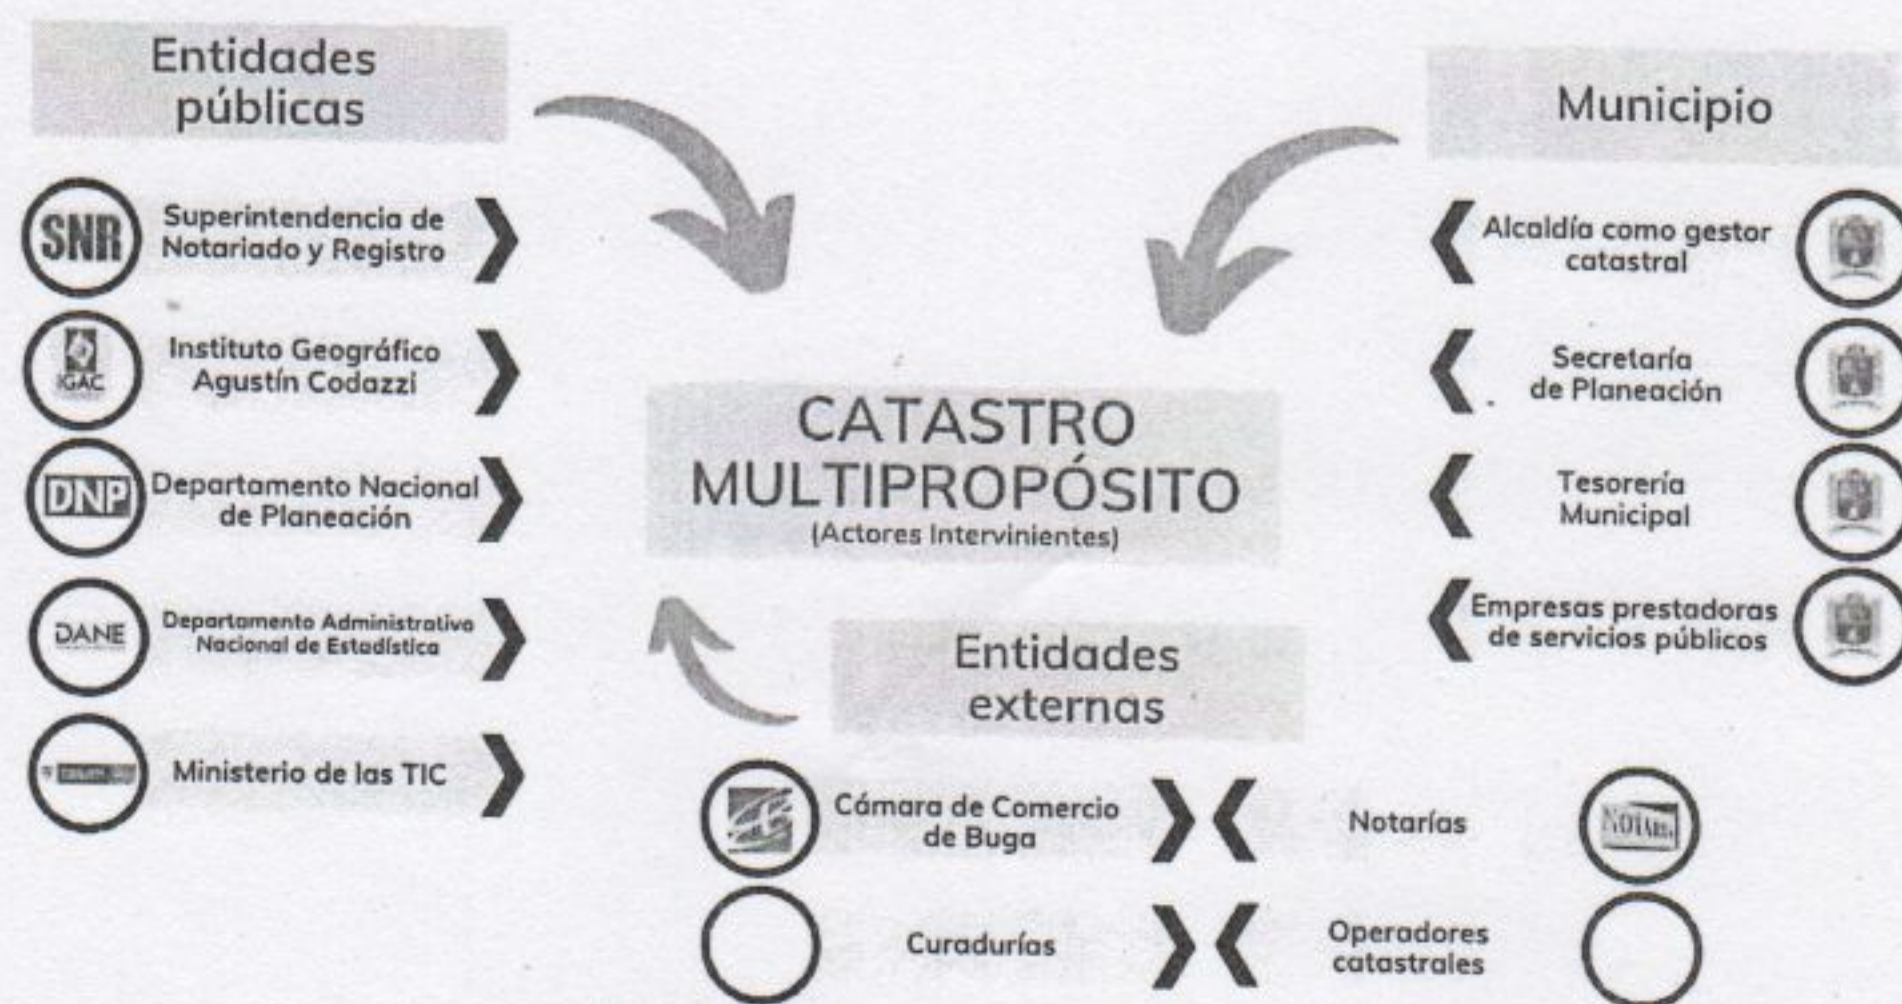 Entidades
públicas
SNR
Superintendencia de
Notariado y Registro
IGAC
Instituto Geográfico
Agustín Codazzi
DNP
Departamento Nacional
de Planeación
DANE
Departamento Administrativo
Nacional de Estadística
Ministerio de las TIC
CATASTRO
MULTIPROPÓSITO
(Actores Intervinientes)
Municipio
Alcaldía como gestor
catastral
Secretaría
de Planeación
Tesorería
Municipal
Empresas prestadoras
de servicios públicos
Entidades
externas
Cámara de Comercio
de Buga
Notarías
Curadurías
Operadores
catastrales